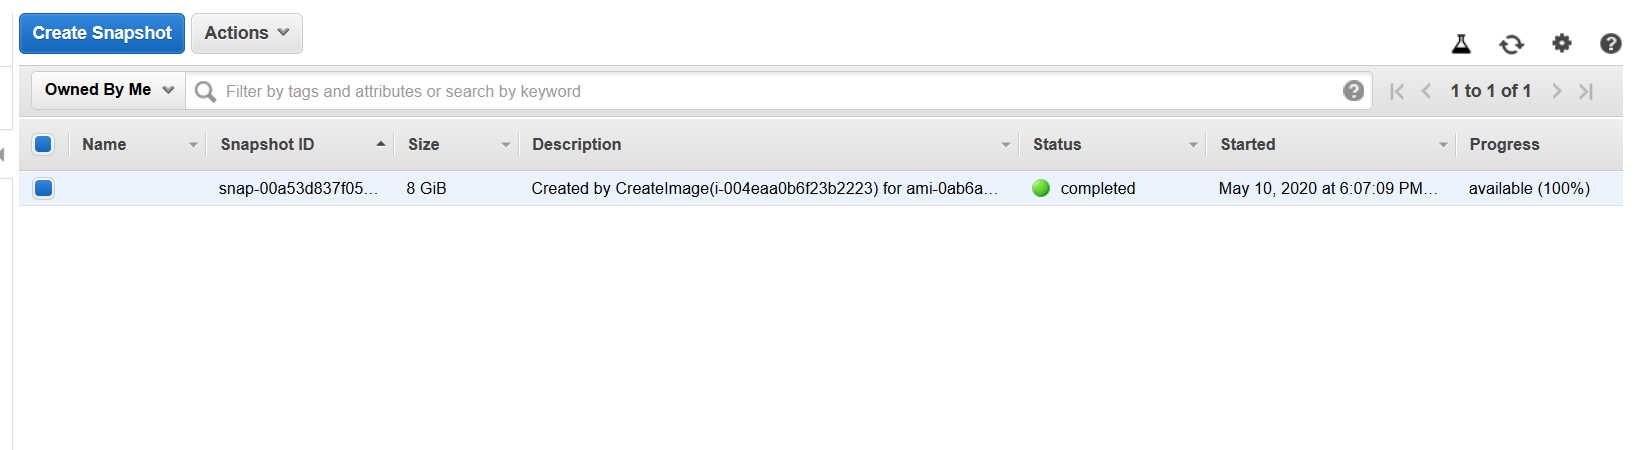 Create Snapshot Actions
Owned By Me Filter by tags and attributes or search by keyword 1 to 1 of 1
Name Snapshot ID Size Description Status Started Progress
snap-00a53d837f05... 8 GiB Created by CreateImage(i-004eaa0b6f23b2223) for ami-0ab6a... completed May 10, 2020 at 6:07:09 PM... available (100%)